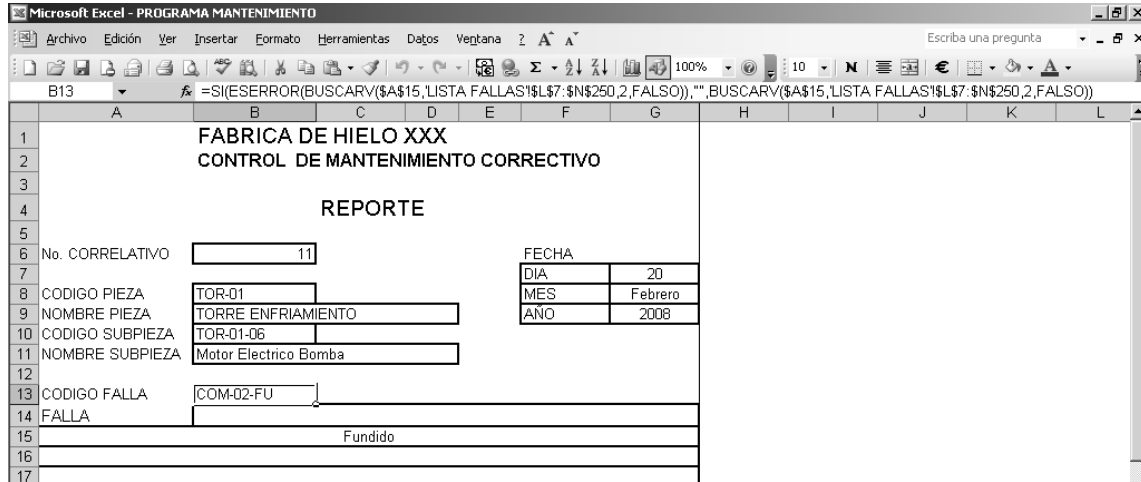 Microsoft Excel - PROGRAMA MANTENIMIENTO
Archivo Edición Ver Insertar Formato Herramientas Datos Ventana ? A A Escriba una pregunta
100% 10 N € A
B13 fx =SI(ESERROR(BUSCARV($A$15,'LISTA FALLAS'!$L$7:$N$250,2,FALSO)),"",BUSCARV($A$15,'LISTA FALLAS'!$L$7:$N$250,2,FALSO))
A B C D E F G H I J K L
1 FABRICA DE HIELO XXX
2 CONTROL DE MANTENIMIENTO CORRECTIVO
3
4 REPORTE
5
6 No. CORRELATIVO 11 FECHA
7 DIA 20
8 CODIGO PIEZA TOR-01 MES Febrero
9 NOMBRE PIEZA TORRE ENFRIAMIENTO AÑO 2008
10 CODIGO SUBPIEZA TOR-01-06
11 NOMBRE SUBPIEZA Motor Electrico Bomba
12
13 CODIGO FALLA COM-02-FU
14 FALLA
15 Fundido
16
17